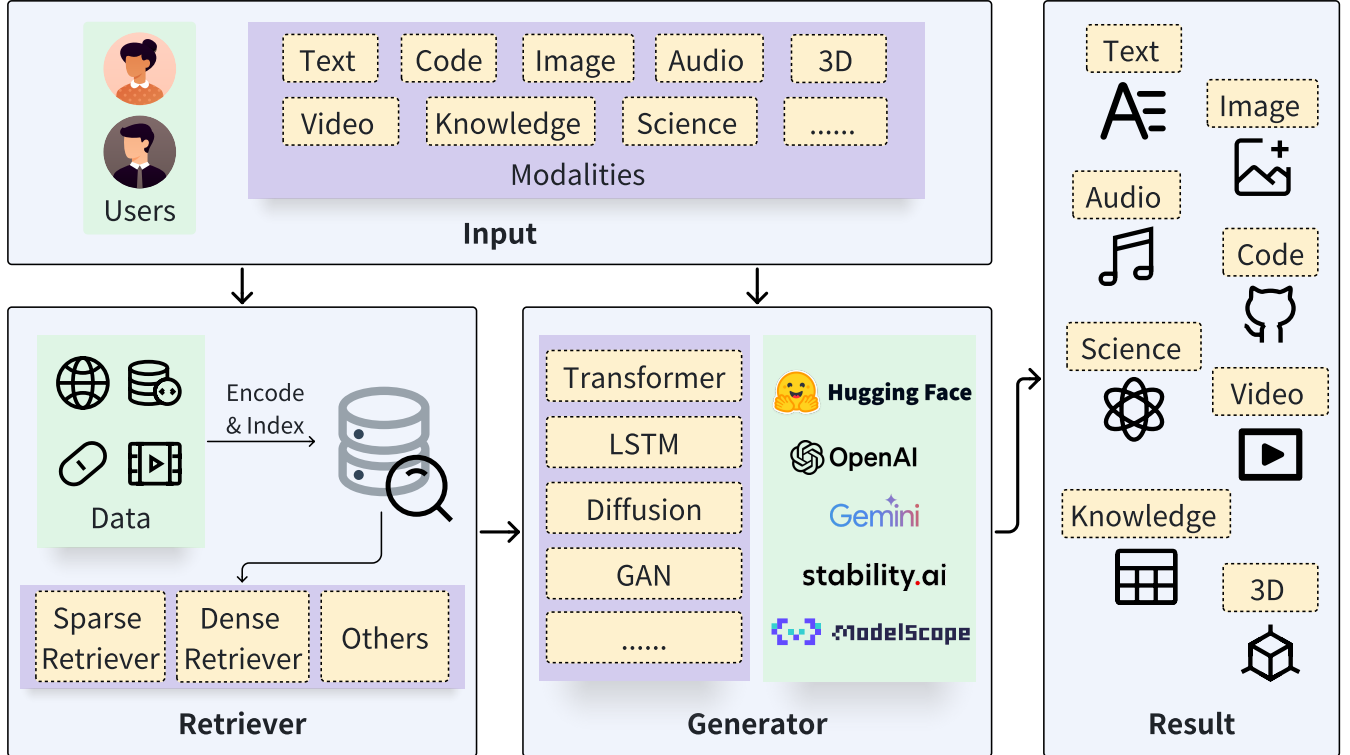 Users
Text
Code
Image
Audio
3D
Video
Knowledge
Science
......
Modalities
Input
Data
Encode
& Index
Sparse
Retriever
Dense
Retriever
Others
Retriever
Transformer
LSTM
Diffusion
GAN
......
Hugging Face
OpenAI
Gemini
stability.ai
ModelScope
Generator
Text
Image
Audio
Code
Science
Video
Knowledge
3D
Result